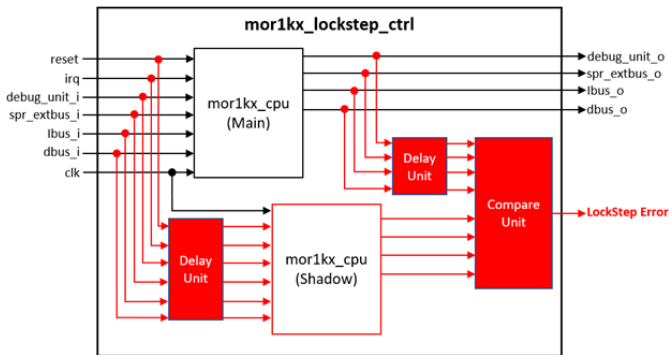 mor1kx_lockstep_ctrl
reset
irq
debug_unit_i
spr_extbus_i
Ibus_i
dbus_i
clk
mor1kx_cpu
(Main)
debug_unit_o
spr_extbus_o
Ibus_o
dbus_o
Delay
Unit
Compare
Unit
LockStep Error
Delay
Unit
mor1kx_cpu
(Shadow)